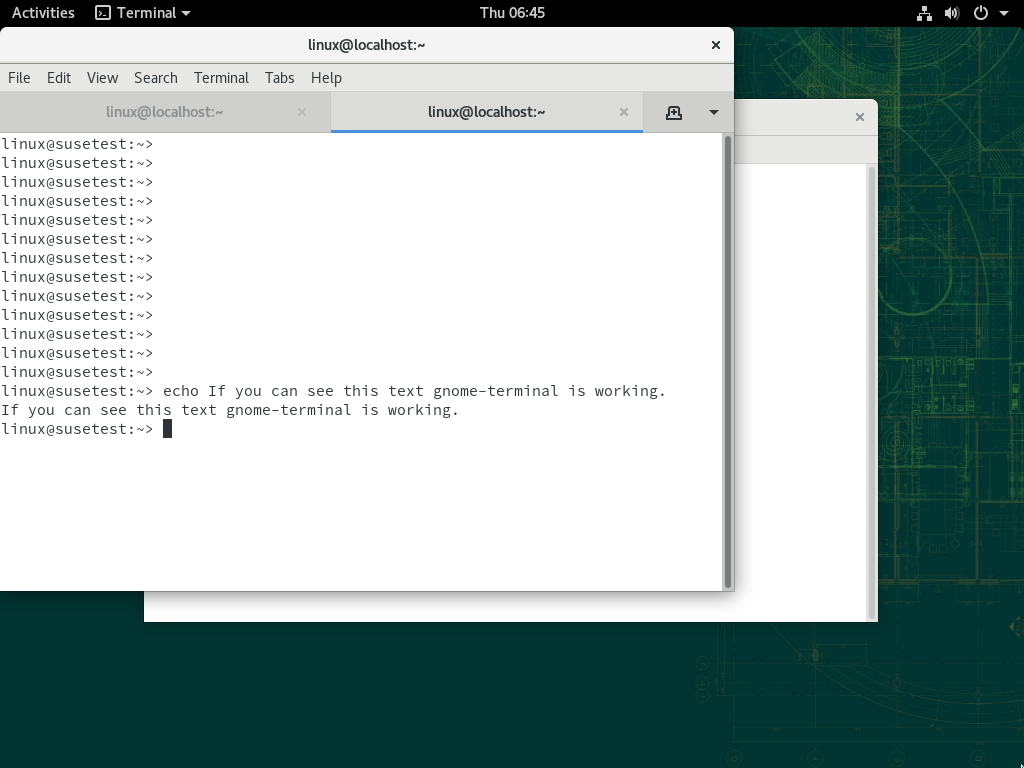 Activities Terminal Thu 06:45
linux@localhost:~
File Edit View Search Terminal Tabs Help
linux@localhost:~ linux@localhost:~
linux@susetest:~>
linux@susetest:~>
linux@susetest:~>
linux@susetest:~>
linux@susetest:~>
linux@susetest:~>
linux@susetest:~>
linux@susetest:~>
linux@susetest:~>
linux@susetest:~>
linux@susetest:~>
linux@susetest:~>
linux@susetest:~>
linux@susetest:~> echo If you can see this text gnome-terminal is working.
If you can see this text gnome-terminal is working.
linux@susetest:~>